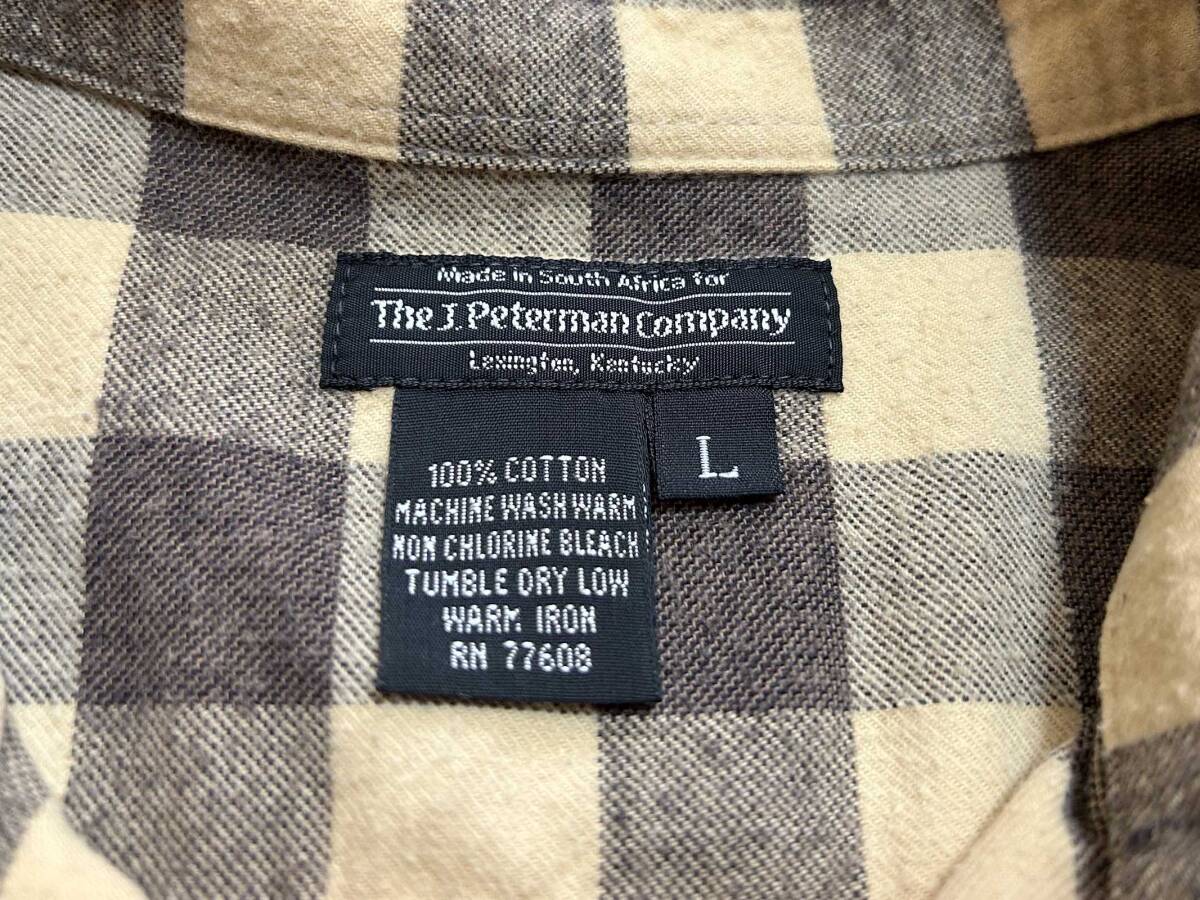 Made in South Africa for
The J. Peterman Company
Lexington, Kentucky
L
100% COTTON
MACHINE WASH WARM
NON CHLORINE BLEACH
TUMBLE DRY LOW
WARM IRON
RN 77608